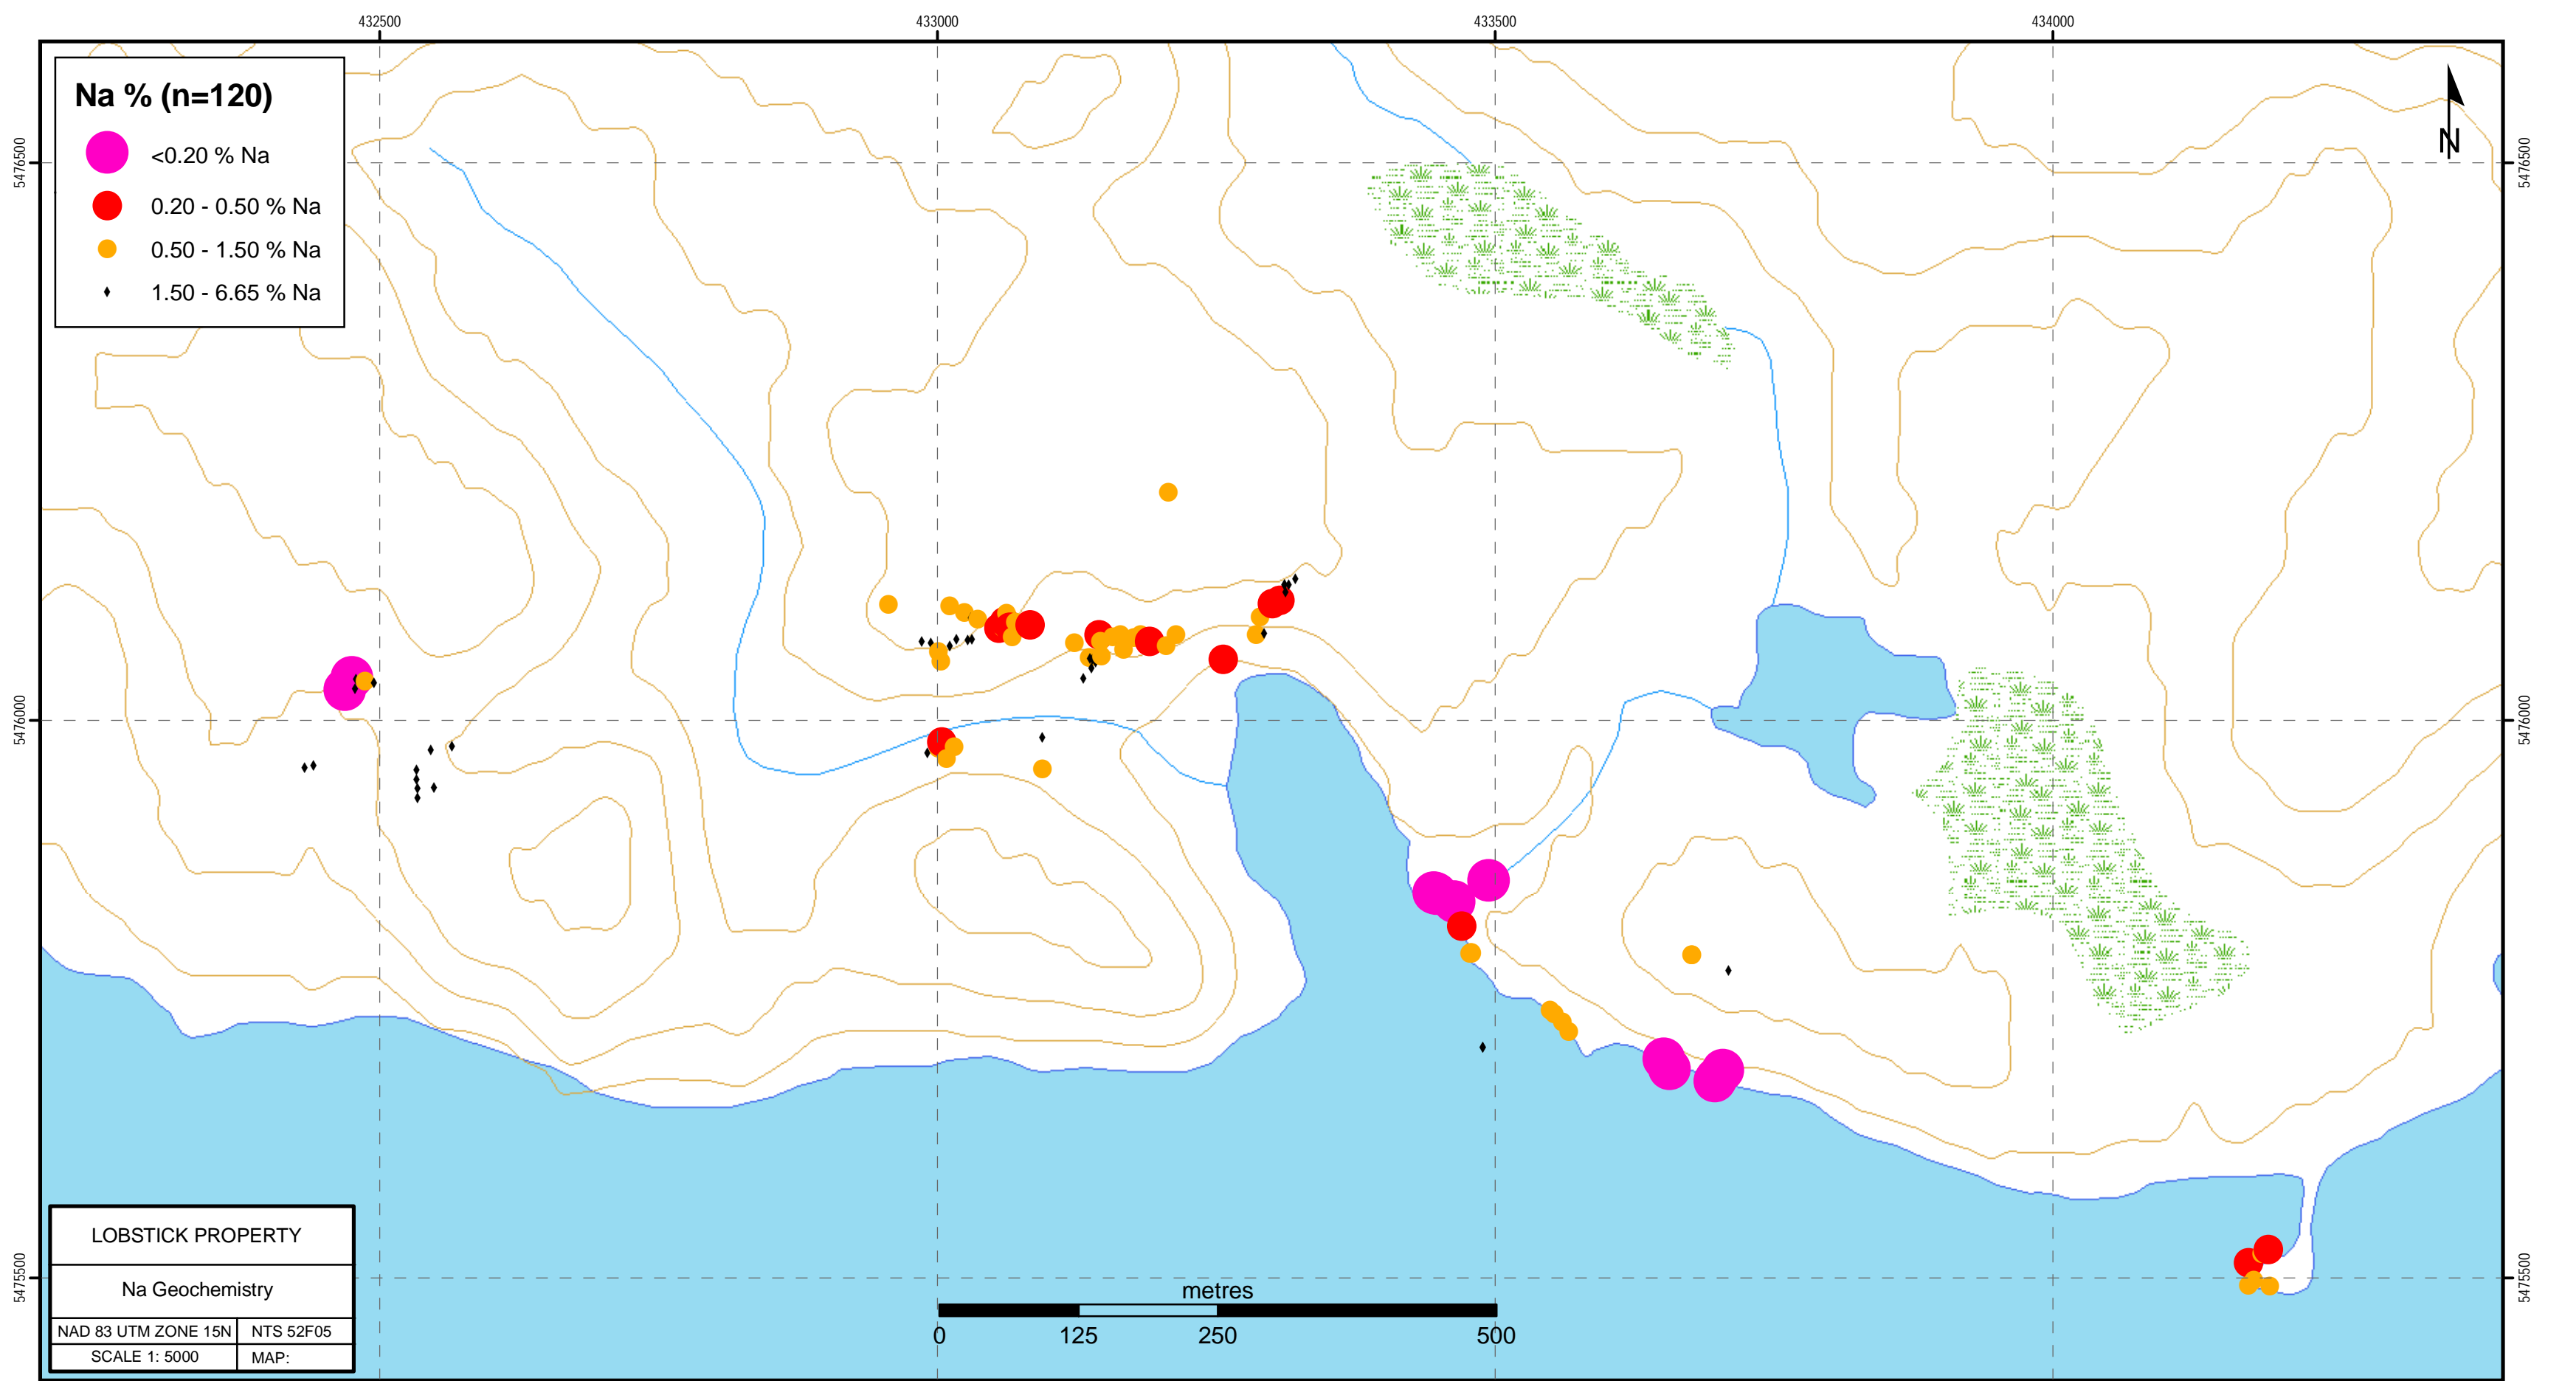 432500
433000
433500
434000
Na % (n=120)
<0.20 % Na
0.20 - 0.50 % Na
0.50 - 1.50 % Na
1.50 - 6.65 % Na
N
5476500
5476500
5476000
5476000
5475500
5475500
LOBSTICK PROPERTY
Na Geochemistry
NAD 83 UTM ZONE 15N
NTS 52F05
SCALE 1: 5000
MAP:
metres
0
125
250
500